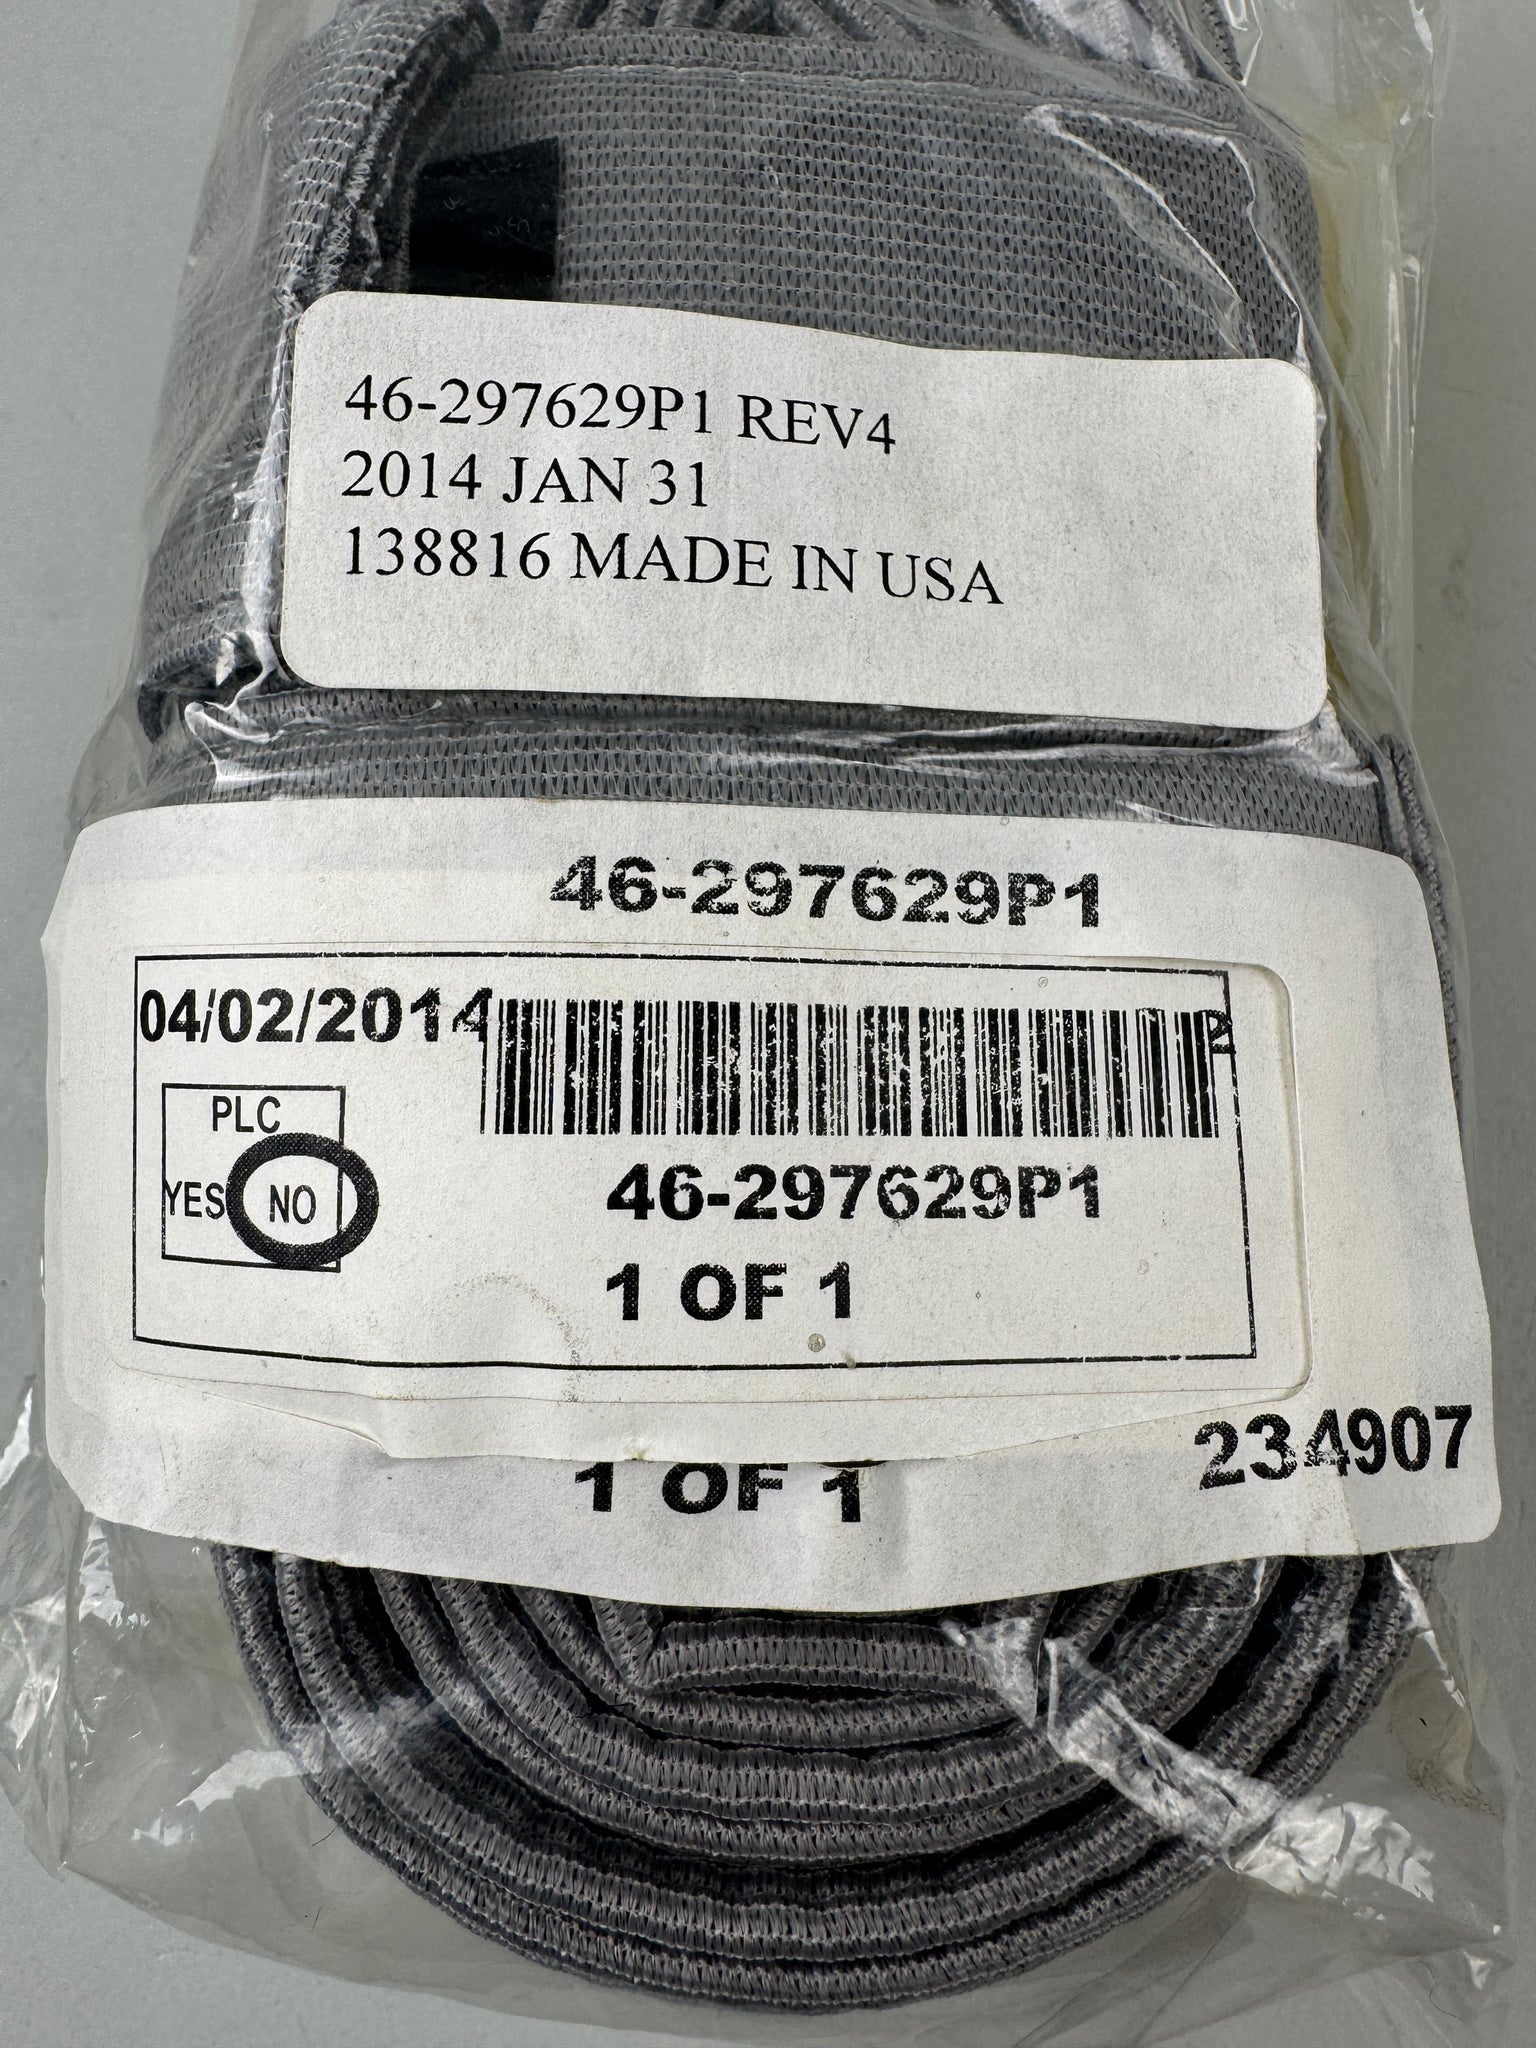 46-297629P1 REV4
2014 JAN 31
138816 MADE IN USA
46-297629P1
04/02/2014 2
PLC
YES NO
46-297629P1
1 OF 1
1 OF 1
234907